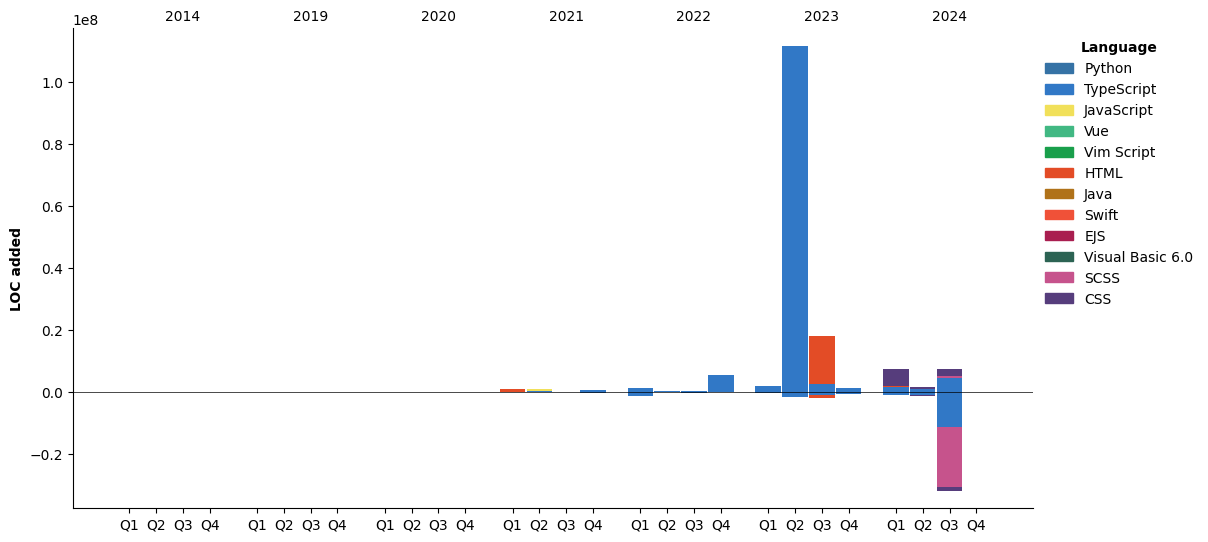 1e8
2014 2019 2020 2021 2022 2023 2024
LOC added
1.0
0.8
0.6
0.4
0.2
0.0
−0.2
Q1 Q2 Q3 Q4 Q1 Q2 Q3 Q4 Q1 Q2 Q3 Q4 Q1 Q2 Q3 Q4 Q1 Q2 Q3 Q4 Q1 Q2 Q3 Q4 Q1 Q2 Q3 Q4
Language
Python
TypeScript
JavaScript
Vue
Vim Script
HTML
Java
Swift
EJS
Visual Basic 6.0
SCSS
CSS